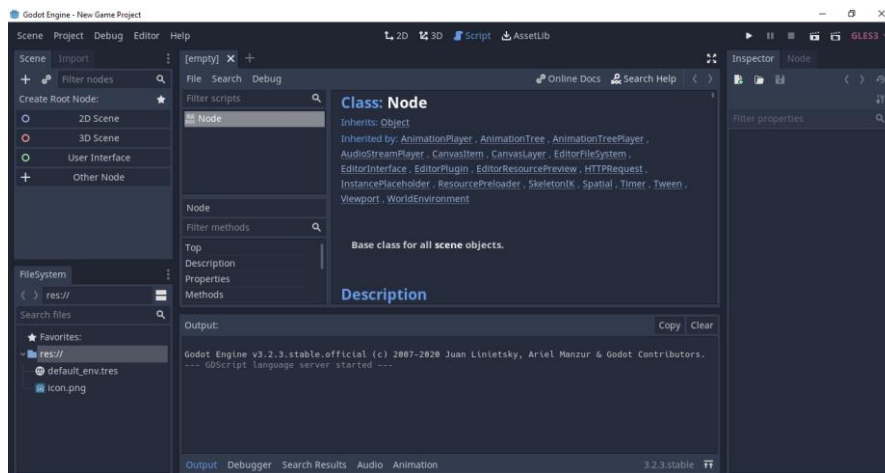 Godot Engine - New Game Project
Scene Project Debug Editor Help
2D 3D Script AssetLib
GLES3
Scene Import
Filter nodes
Create Root Node:
2D Scene
3D Scene
User Interface
Other Node
FileSystem
res://
Search files
Favorites:
res://
default_env.tres
icon.png
[empty]
File Search Debug
Online Docs Search Help
Filter scripts
Node
Node
Filter methods
Top
Description
Properties
Methods
Class: Node
Inherits: Object
Inherited by: AnimationPlayer , AnimationTree , AnimationTreePlayer ,
AudioStreamPlayer , CanvasItem , CanvasLayer , EditorFileSystem ,
EditorInterface , EditorPlugin , EditorResourcePreview , HTTPRequest ,
InstancePlaceholder , ResourcePreloader , SkeletonIK , Spatial , Timer , Tween ,
Viewport , WorldEnvironment
Base class for all scene objects.
Description
Output:
Copy Clear
Godot Engine v3.2.3.stable.official (c) 2007-2020 Juan Linietsky, Ariel Manzur & Godot Contributors.
--- GDScript language server started ---
Output Debugger Search Results Audio Animation
3.2.3.stable
Inspector Node
Filter properties